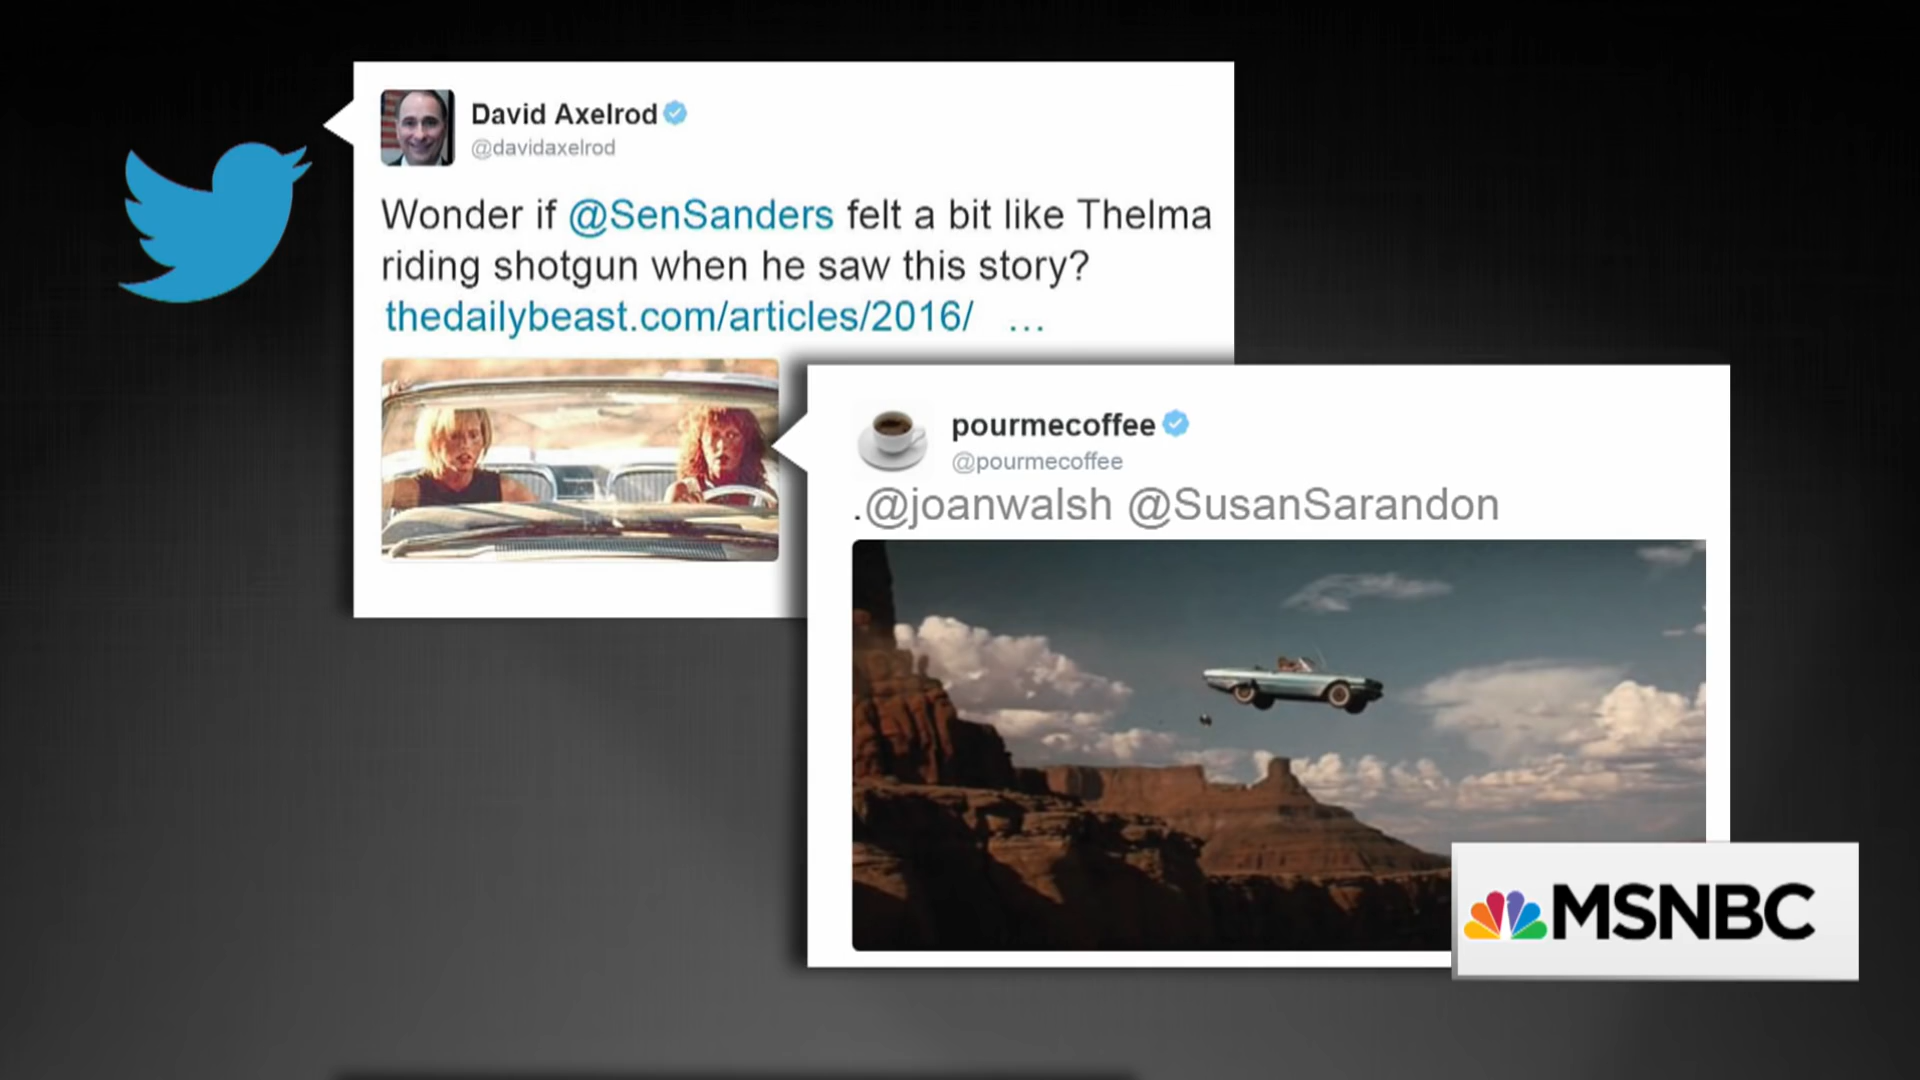 David Axelrod
@davidaxelrod
Wonder if @SenSanders felt a bit like Thelma
riding shotgun when he saw this story?
thedailybeast.com/articles/2016/ ...
pourmecoffee
@pourmecoffee
.@joanwalsh @SusanSarandon
MSNBC